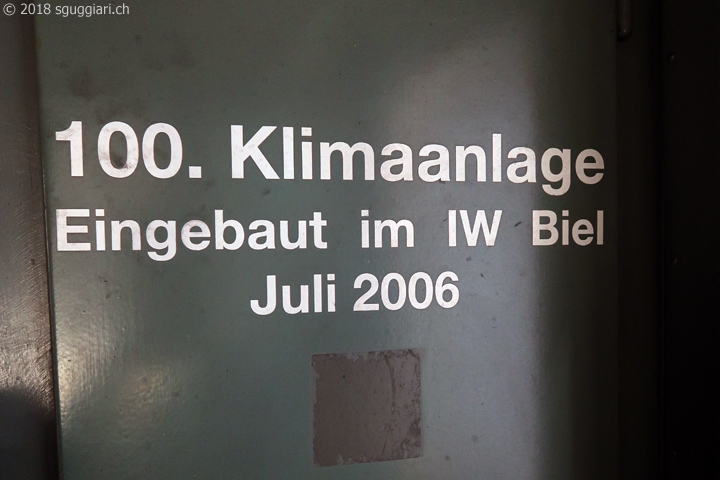 © 2018 sguggiari.ch
100. Klimaanlage
Eingebaut im IW Biel
Juli 2006